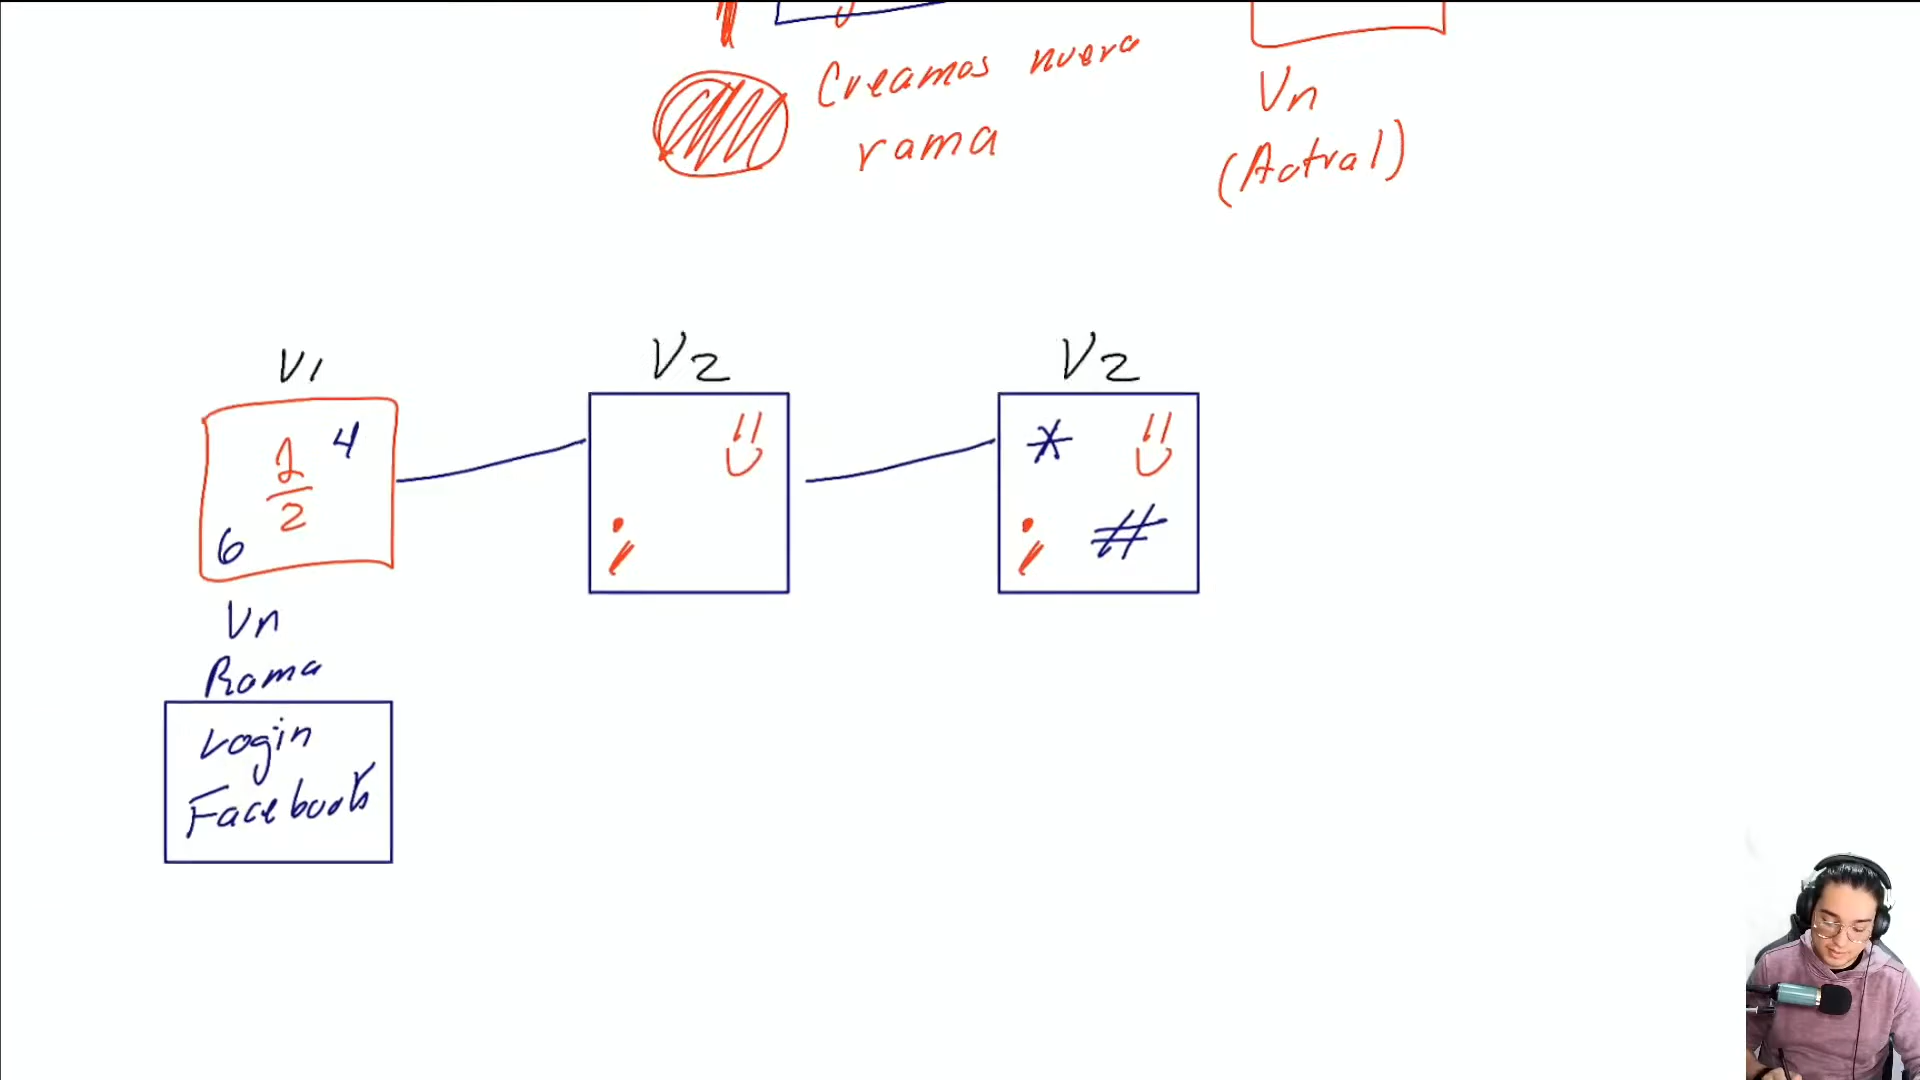 Creamos nueva
rama
Vn
(Actual)
V1
V2
V2
1
4
2
6
* #
Vn
Rama
Login
Facebook